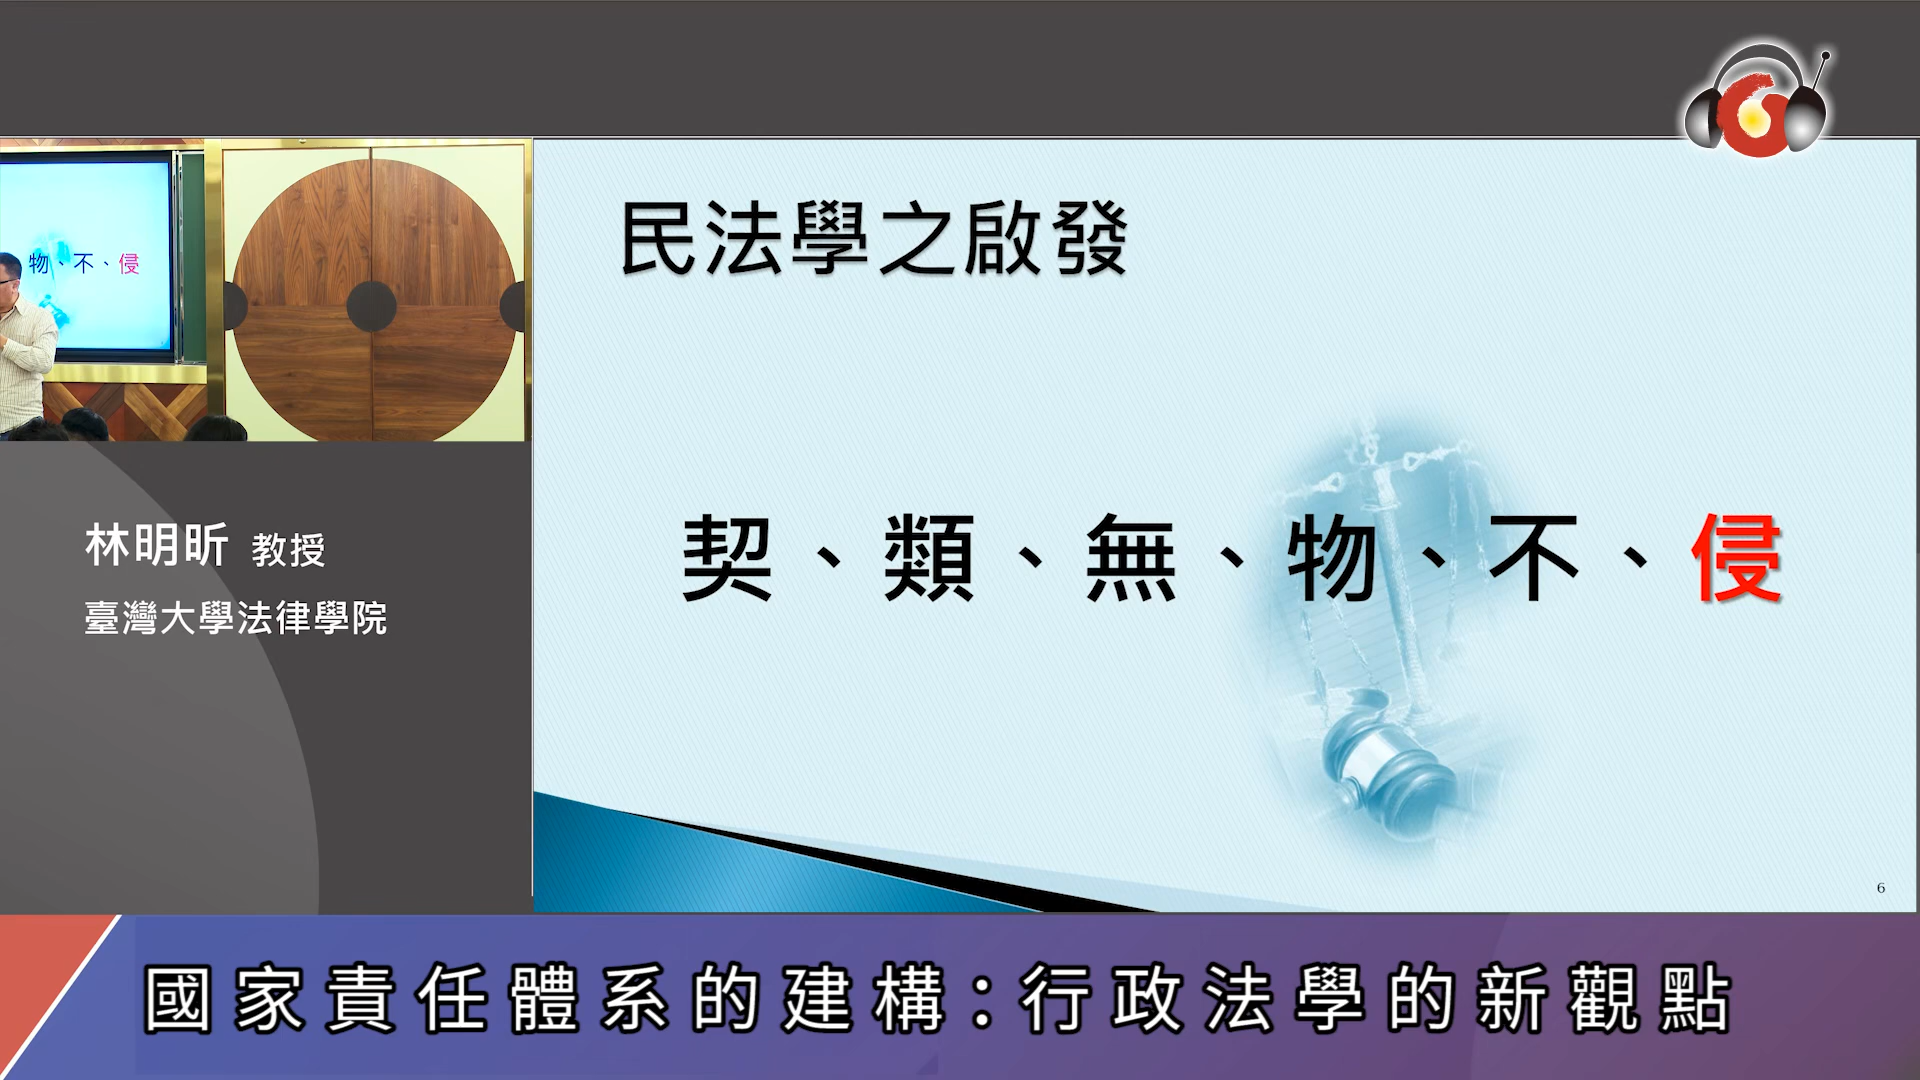 民法學之啟發
契、類、無、物、不、侵
物、不、侵
林明昕 教授
臺灣大學法律學院
6
國家責任體系的建構：行政法學的新觀點